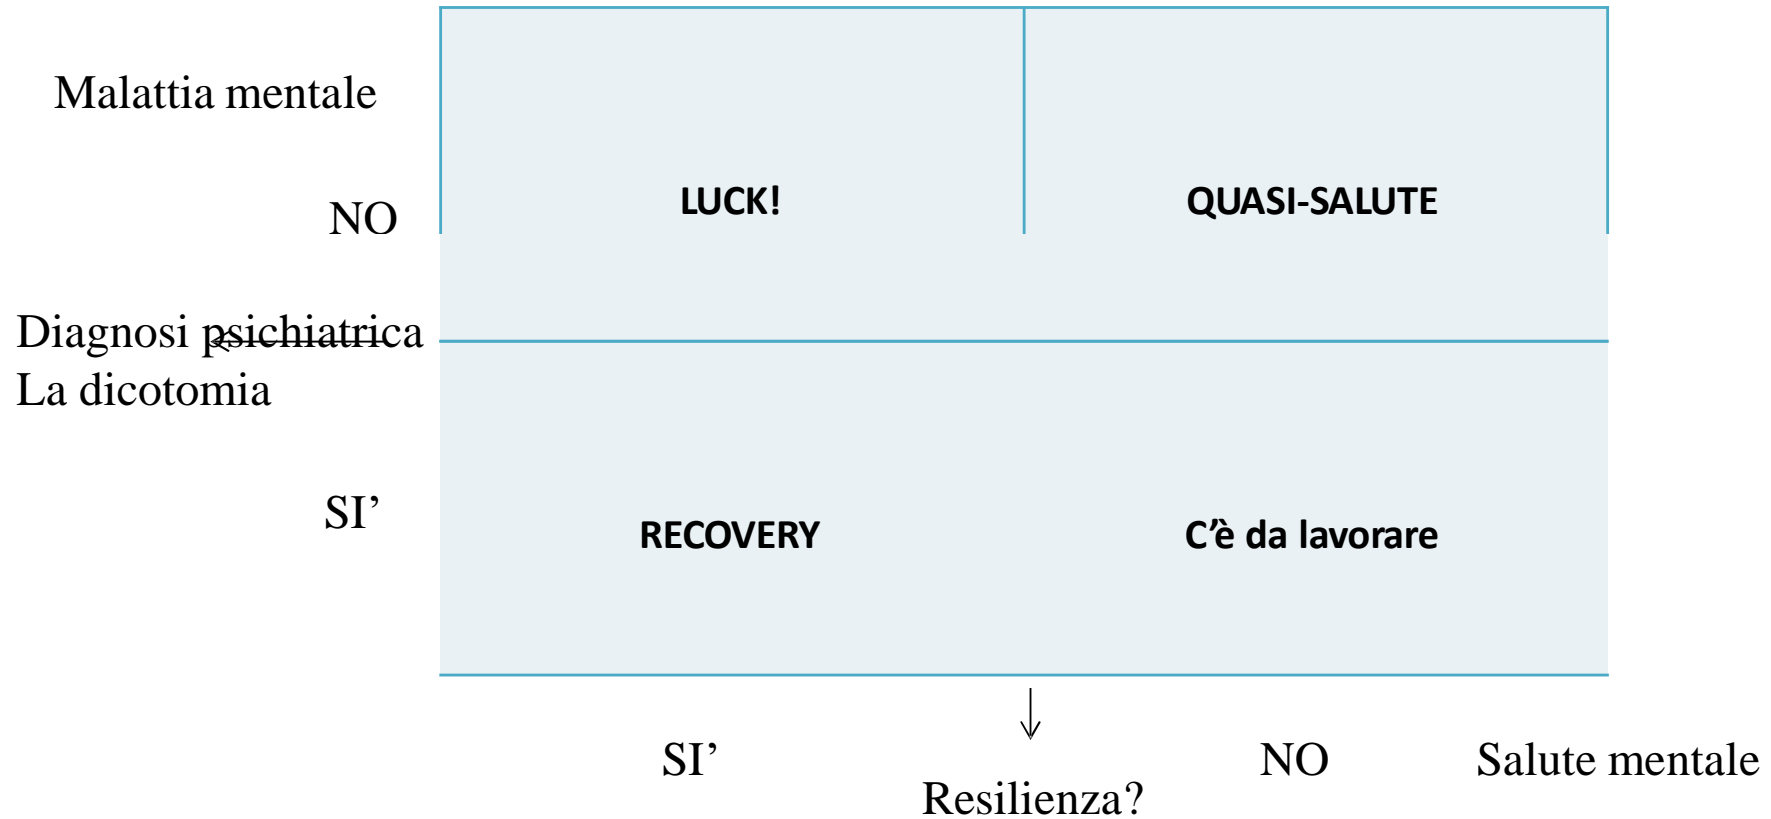 Malattia mentale
LUCK!
QUASI-SALUTE
NO
Diagnosi psichiatrica
La dicotomia
SI’
RECOVERY
C’è da lavorare
SI’
NO
Salute mentale
Resilienza?